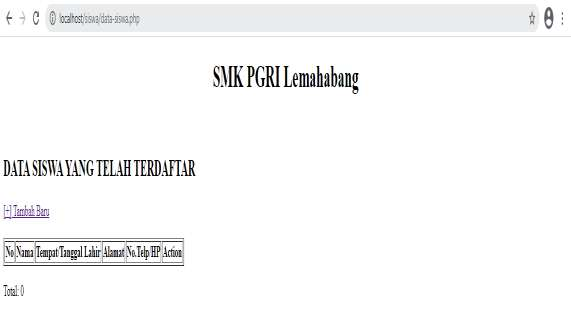 localhost/siswa/data-siswa.php
SMK PGRI Lemahabang
DATA SISWA YANG TELAH TERDAFTAR
[+] Tambah Baru
No Nama Tempat/Tanggal Lahir Alamat No.Telp/HP Action
Total: 0